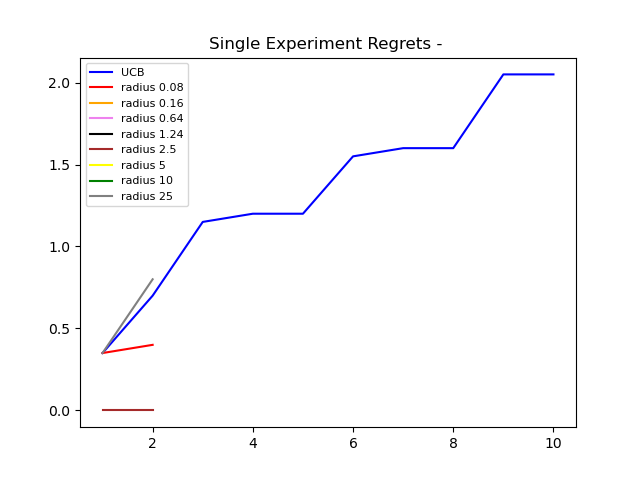 Single Experiment Regrets -
UCB
radius 0.08
radius 0.16
radius 0.64
radius 1.24
radius 2.5
radius 5
radius 10
radius 25
2.0
1.5
1.0
0.5
0.0
2 4 6 8 10